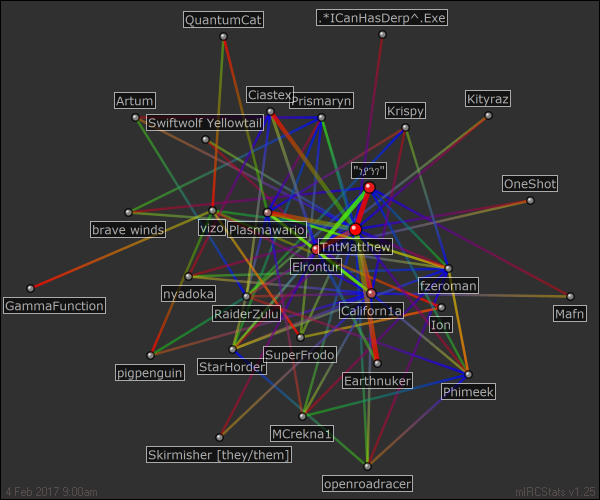 QuantumCat
.*ICanHasDerp^.Exe
Ciastex
Prismaryn
Artum
Kityraz
Krispy
Swiftwolf Yellowtail
OneShot
brave winds
vizo
Plasmawario
TntMatthew
Elrontur
fzeroman
nyadoka
GammaFunction
RaiderZulu
Californ1a
Mafn
Ion
SuperFrodo
StarHorder
pigpenguin
Earthnuker
Phimeek
MCrekna1
Skirmisher [they/them]
openroadracer
4 Feb 2017 9:00am
mIRCStats v1.25